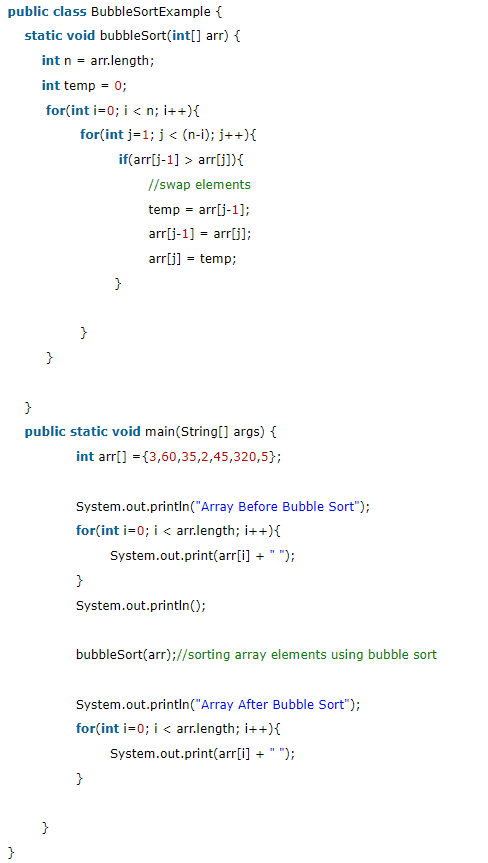 public class BubbleSortExample {
static void bubbleSort(int[] arr) {
int n = arr.length;
int temp = 0;
for(int i=0; i < n; i++){
for(int j=1; j < (n-i); j++){
if(arr[j-1] > arr[j]){
//swap elements
temp = arr[j-1];
arr[j-1] = arr[j];
arr[j] = temp;
}
}
}
}
public static void main(String[] args) {
int arr[] ={3,60,35,2,45,320,5};
System.out.println("Array Before Bubble Sort");
for(int i=0; i < arr.length; i++){
System.out.print(arr[i] + " ");
}
System.out.println();
bubbleSort(arr);//sorting array elements using bubble sort
System.out.println("Array After Bubble Sort");
for(int i=0; i < arr.length; i++){
System.out.print(arr[i] + " ");
}
}
}